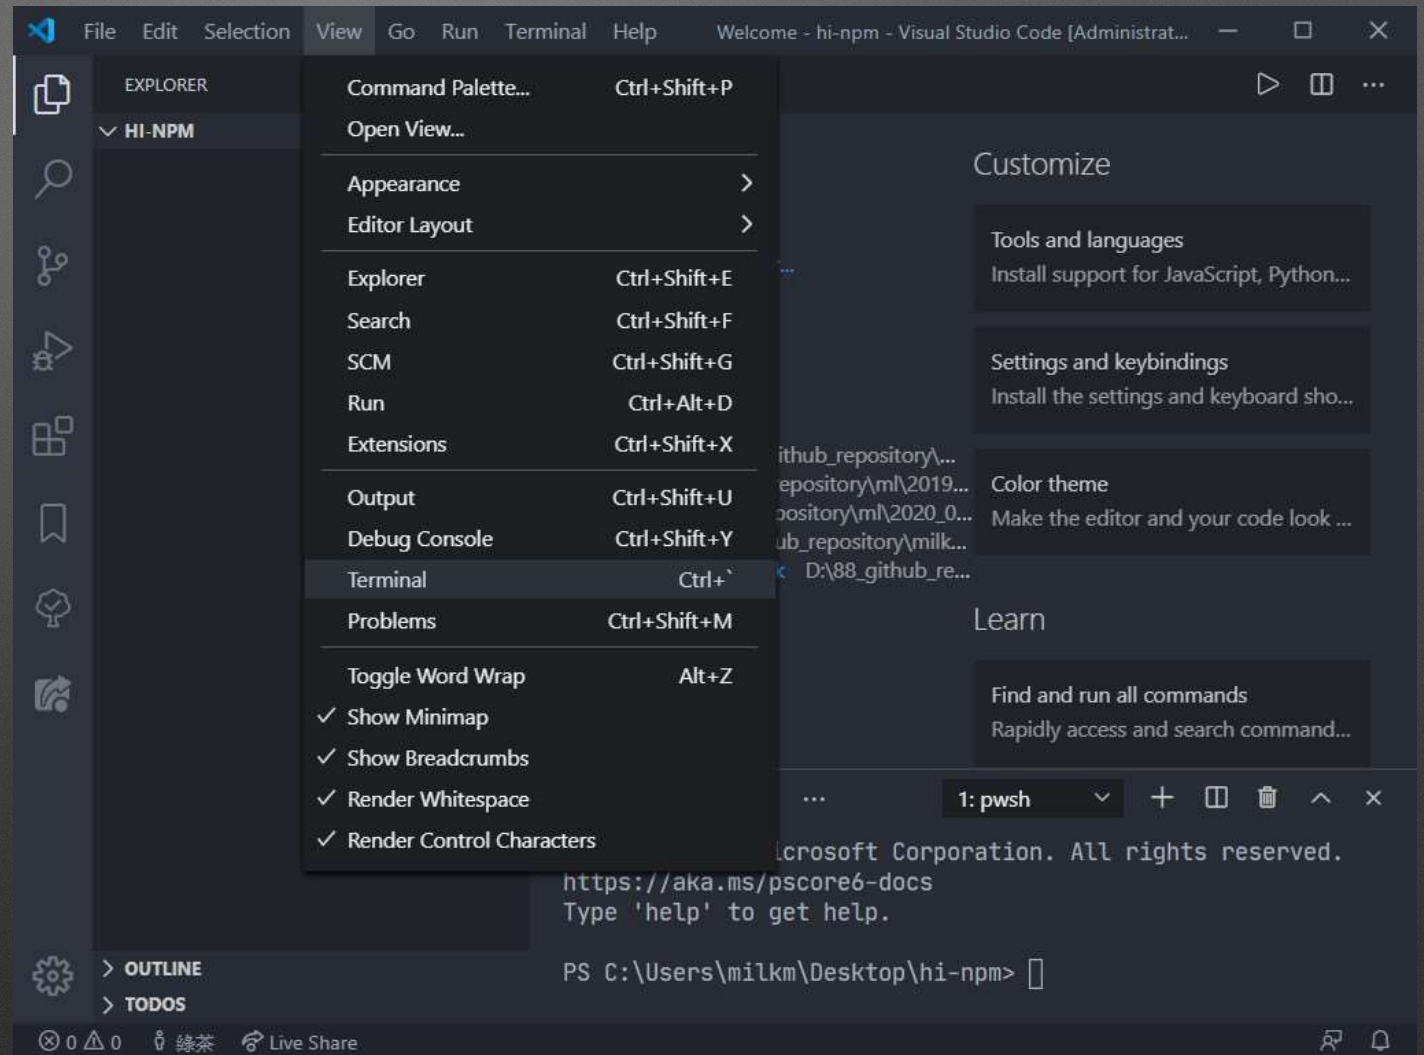 File Edit Selection View Go Run Terminal Help Welcome - hi-npm - Visual Studio Code [Administrat...
EXPLORER
HI-NPM
Command Palette... Ctrl+Shift+P
Open View...
Appearance
Editor Layout
Explorer Ctrl+Shift+E
Search Ctrl+Shift+F
SCM Ctrl+Shift+G
Run Ctrl+Alt+D
Extensions Ctrl+Shift+X
Output Ctrl+Shift+U
Debug Console Ctrl+Shift+Y
Terminal Ctrl+`
Problems Ctrl+Shift+M
Toggle Word Wrap Alt+Z
Show Minimap
Show Breadcrumbs
Render Whitespace
Render Control Characters
ithub_repository\...
epository\ml\2019...
pository\ml\2020_0...
ub_repository\milk...
D:\88_github_re...
Customize
Tools and languages
Install support for JavaScript, Python...
Settings and keybindings
Install the settings and keyboard sho...
Color theme
Make the editor and your code look ...
Learn
Find and run all commands
Rapidly access and search command...
1: pwsh
crosoft Corporation. All rights reserved.
https://aka.ms/pscore6-docs
Type 'help' to get help.
PS C:\Users\milkm\Desktop\hi-npm>
OUTLINE
TODOS
0 0 綠茶 Live Share